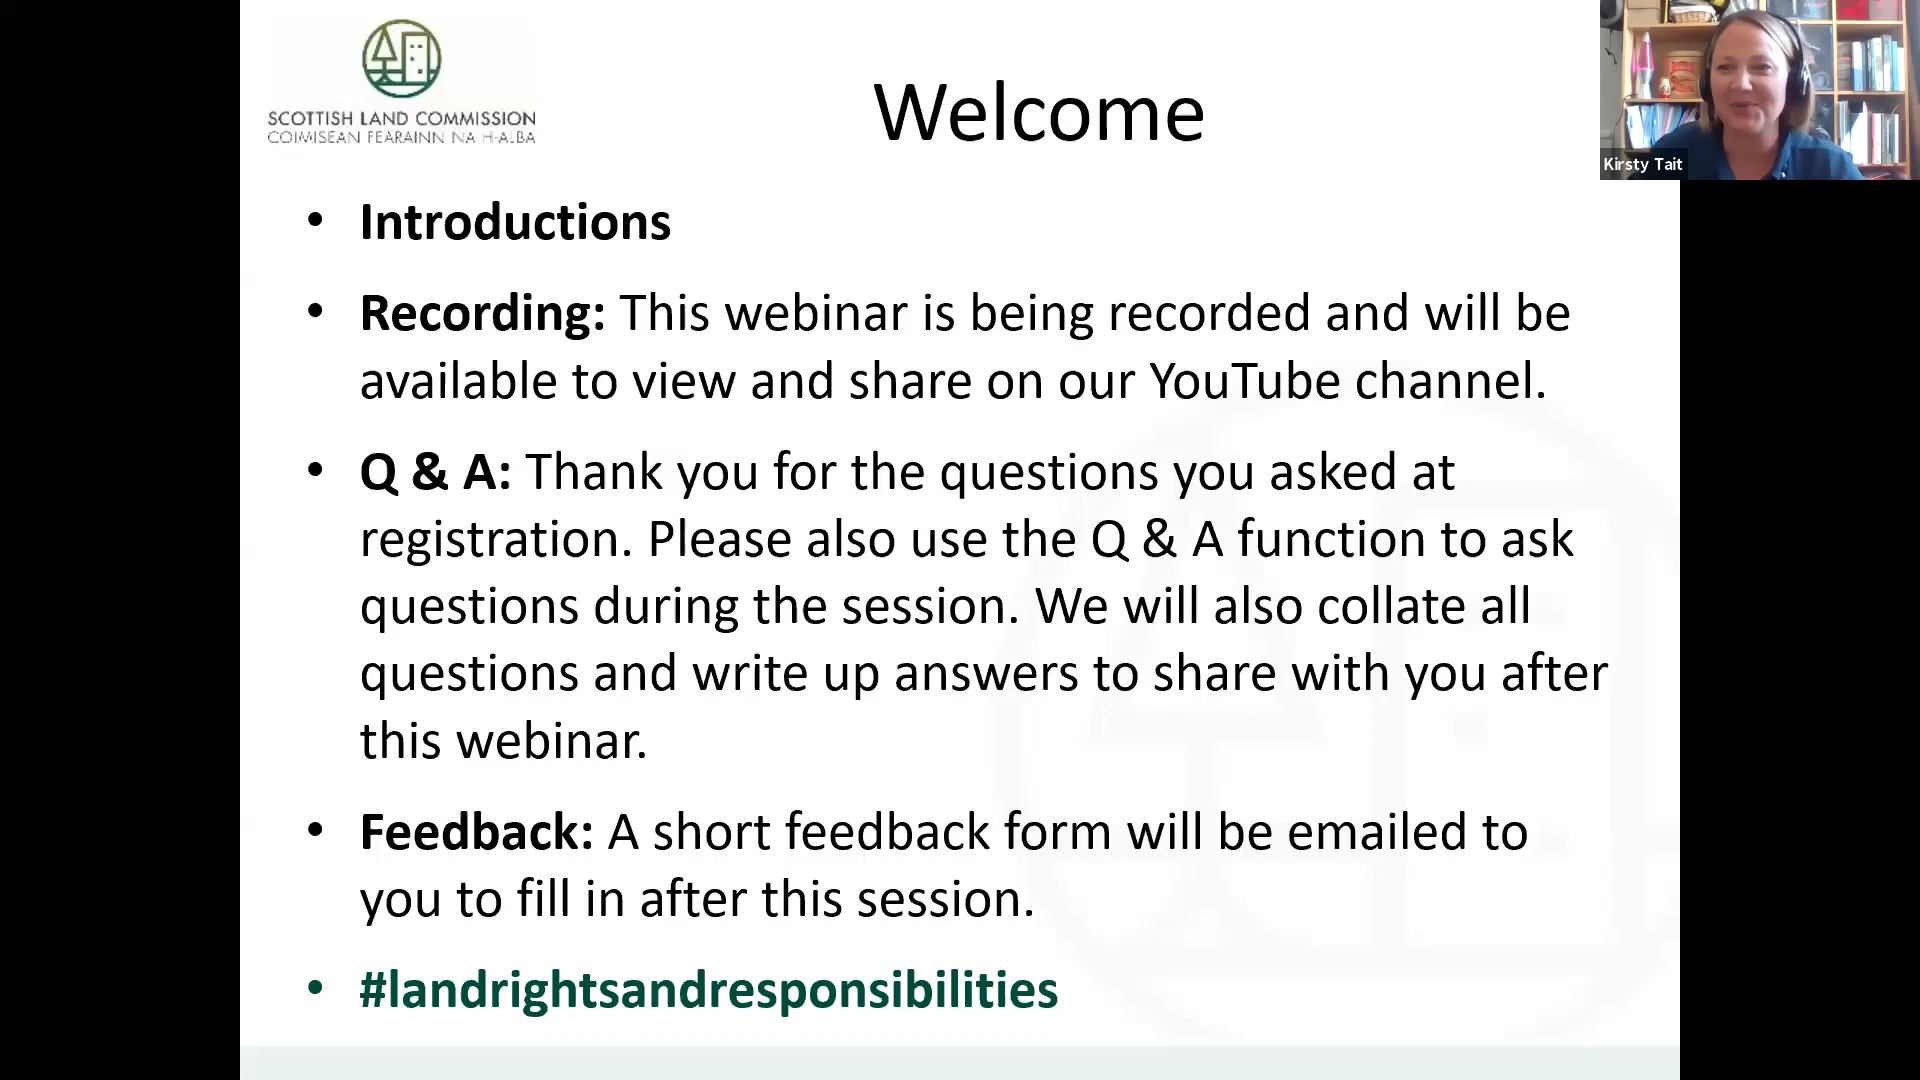 SCOTTISH LAND COMMISSION
COIMISEAN FEARAINN NA H-ALBA
Welcome
Kirsty Tait
• Introductions
• Recording: This webinar is being recorded and will be
available to view and share on our YouTube channel.
• Q & A: Thank you for the questions you asked at
registration. Please also use the Q & A function to ask
questions during the session. We will also collate all
questions and write up answers to share with you after
this webinar.
• Feedback: A short feedback form will be emailed to
you to fill in after this session.
• #landrightsandresponsibilities